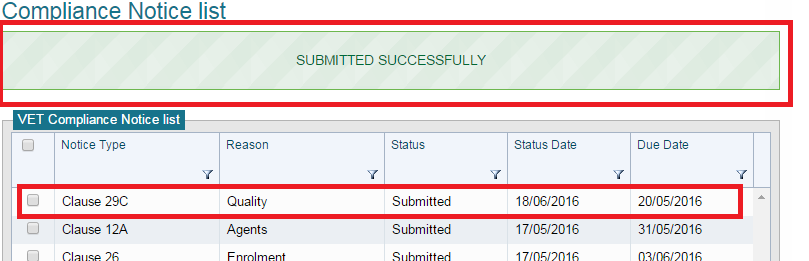 Compliance Notice list
SUBMITTED SUCCESSFULLY
VET Compliance Notice list
Notice Type Reason Status Status Date Due Date
Clause 29C Quality Submitted 18/06/2016 20/05/2016
Clause 12A Agents Submitted 17/05/2016 31/05/2016
Clause 26 Enrolment Submitted 17/05/2016 03/06/2016